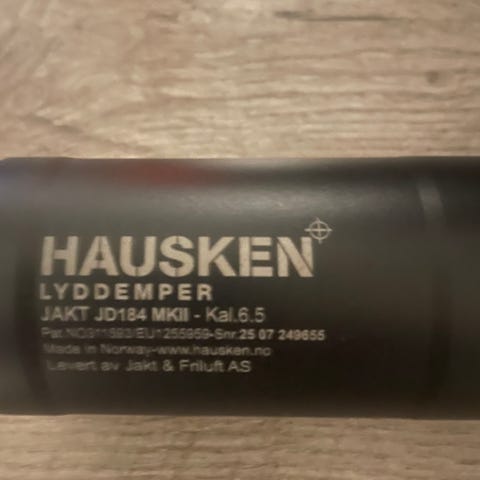 HAUSKEN
LYDDEMPER
JAKT JD184 MKII - Kal.6.5
Pat.NO311593/EU1255959-Snr.25 07 249655
Made in Norway-www.hausken.no
Levert av Jakt & Friluft AS